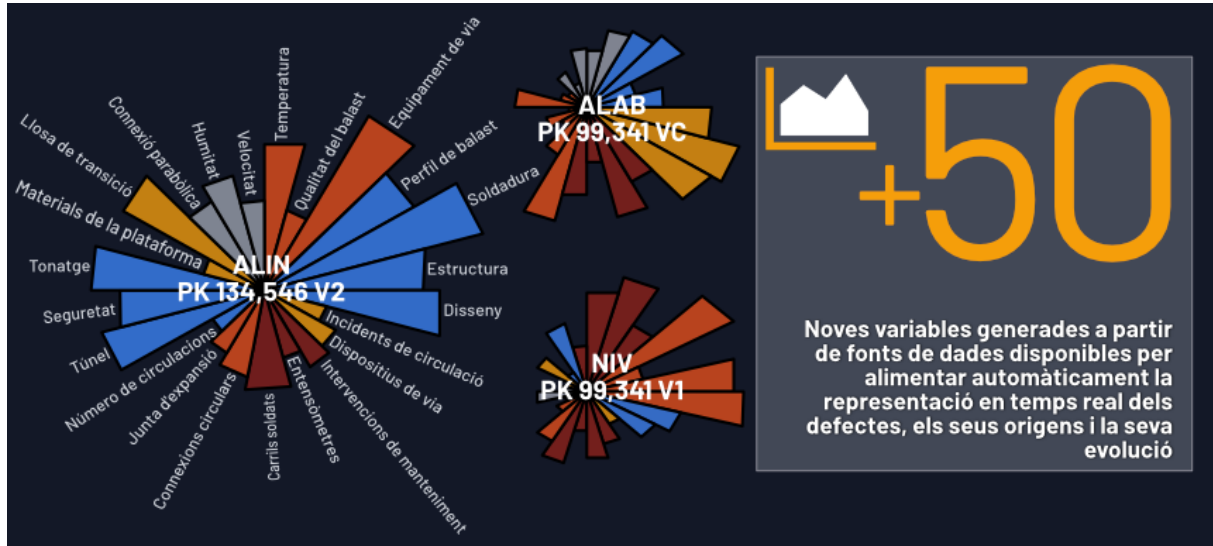 Temperatura
Qualitat del balast
Equipament de via
Perfil de balast
Soldadura
Estructura
Disseny
Incidents de circulació
Dispositius de via
Intervencions de manteniment
Entensòmetres
Carrils soldats
Connexions circulars
Junta d'expansió
Número de circulacions
Túnel
Seguretat
Tonatge
Materials de la plataforma
Llosa de transició
Connexió parabòlica
Humitat
Velocitat
ALIN
PK 134,546 V2
ALAB
PK 99,341 VC
NIV
PK 99,341 V1
+50
Noves variables generades a partir
de fonts de dades disponibles per
alimentar automàticament la
representació en temps real dels
defectes, els seus origens i la seva
evolució